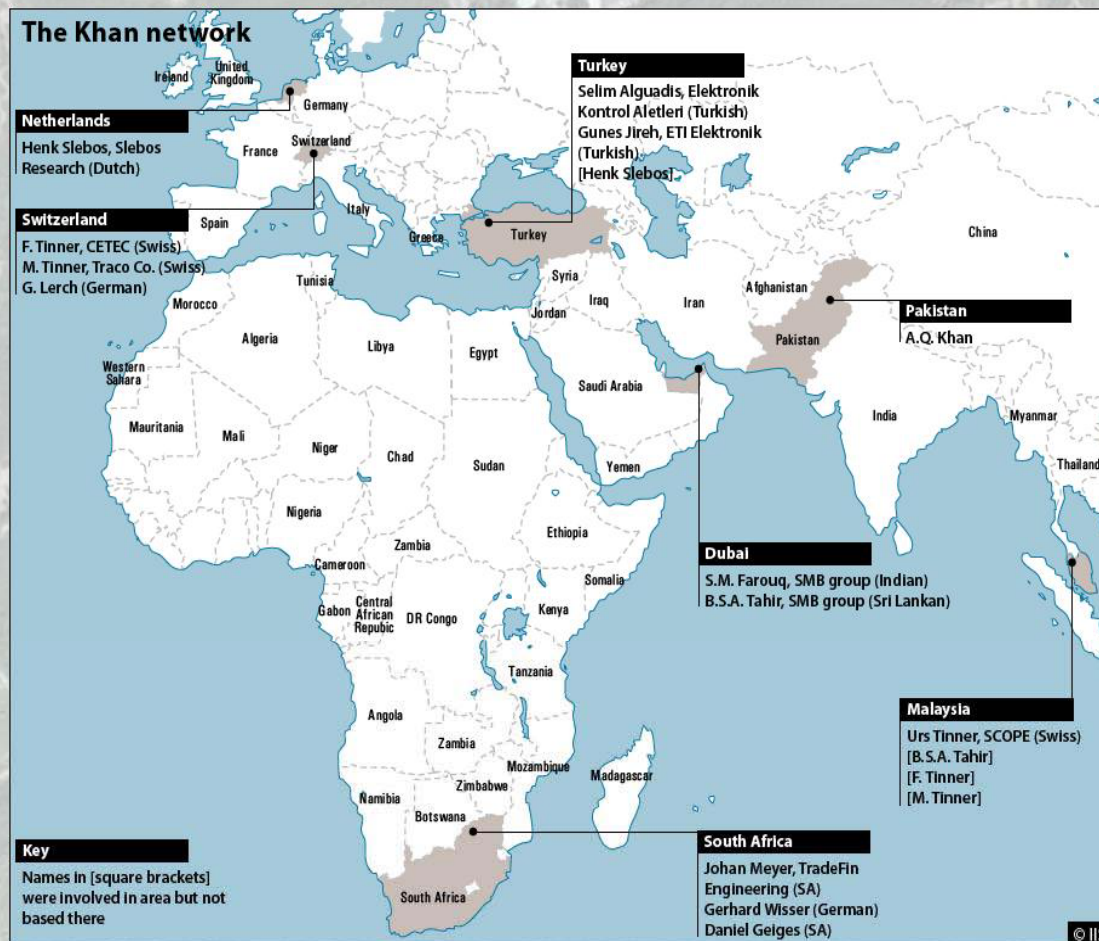 The Khan network
Netherlands
Henk Slebos, Slebos
Research (Dutch)
Switzerland
F. Tinner, CETEC (Swiss)
M. Tinner, Traco Co. (Swiss)
G. Lerch (German)
Turkey
Selim Alguadis, Elektronik
Kontrol Aletleri (Turkish)
Gunes Jireh, ETI Elektronik
(Turkish)
[Henk Slebos]
Pakistan
A.Q. Khan
Dubai
S.M. Farouq, SMB group (Indian)
B.S.A. Tahir, SMB group (Sri Lankan)
Malaysia
Urs Tinner, SCOPE (Swiss)
[B.S.A. Tahir]
[F. Tinner]
[M. Tinner]
South Africa
Johan Meyer, TradeFin
Engineering (SA)
Gerhard Wisser (German)
Daniel Geiges (SA)
Key
Names in [square brackets]
were involved in area but not
based there
Ireland
United
Kingdom
Germany
France
Switzerland
Spain
Italy
Greece
Turkey
China
Syria
Iraq
Jordan
Iran
Afghanistan
Pakistan
Morocco
Tunisia
Algeria
Libya
Egypt
Saudi Arabia
India
Myanmar
Thailand
Western
Sahara
Mauritania
Mali
Niger
Chad
Sudan
Yemen
Nigeria
Ethiopia
Cameroon
Zambia
Somalia
Gabon
Central
African
Repubic
DR Congo
Kenya
Tanzania
Angola
Zambia
Mozambique
Madagascar
Zimbabwe
Namibia
Botswana
South Africa
©